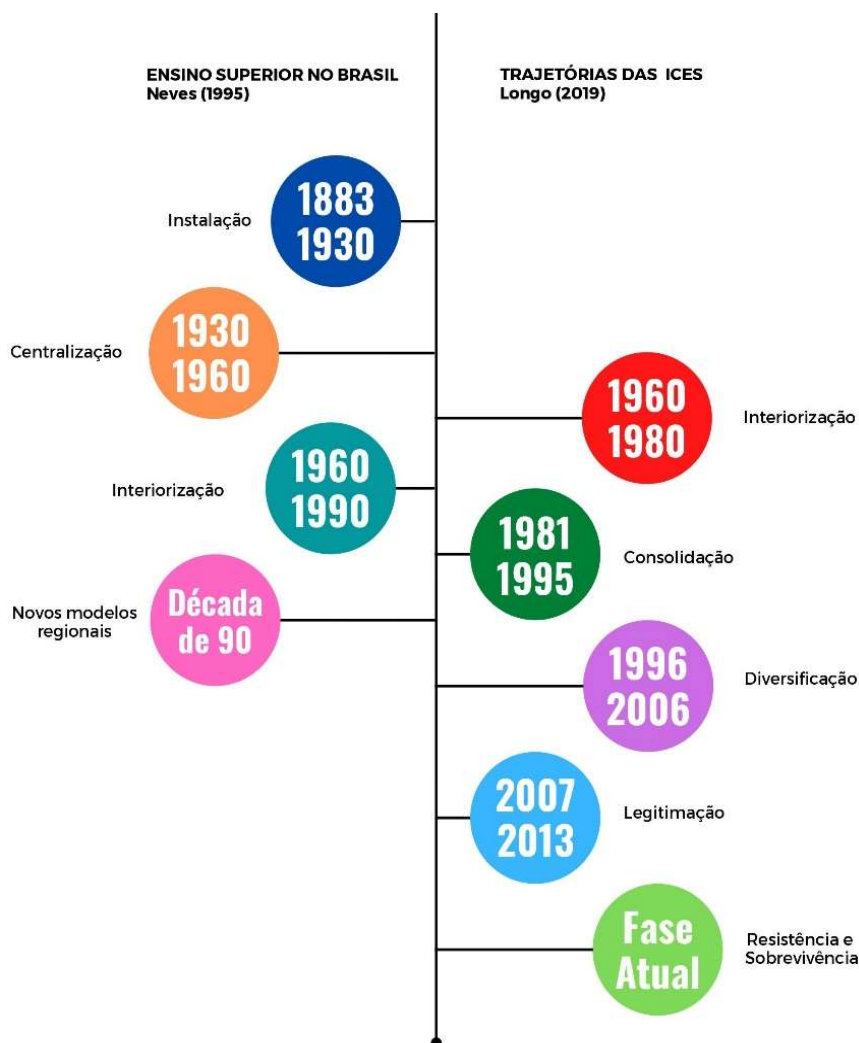 ENSINO SUPERIOR NO BRASIL
Neves (1995)
TRAJETÓRIAS DAS ICES
Longo (2019)
Instalação
1883
1930
Centralização
1930
1960
1960
1980
Interiorização
Interiorização
1960
1990
1981
1995
Consolidação
Novos modelos
regionais
Década
de 90
1996
2006
Diversificação
2007
2013
Legitimação
Fase
Atual
Resistência e
Sobrevivência